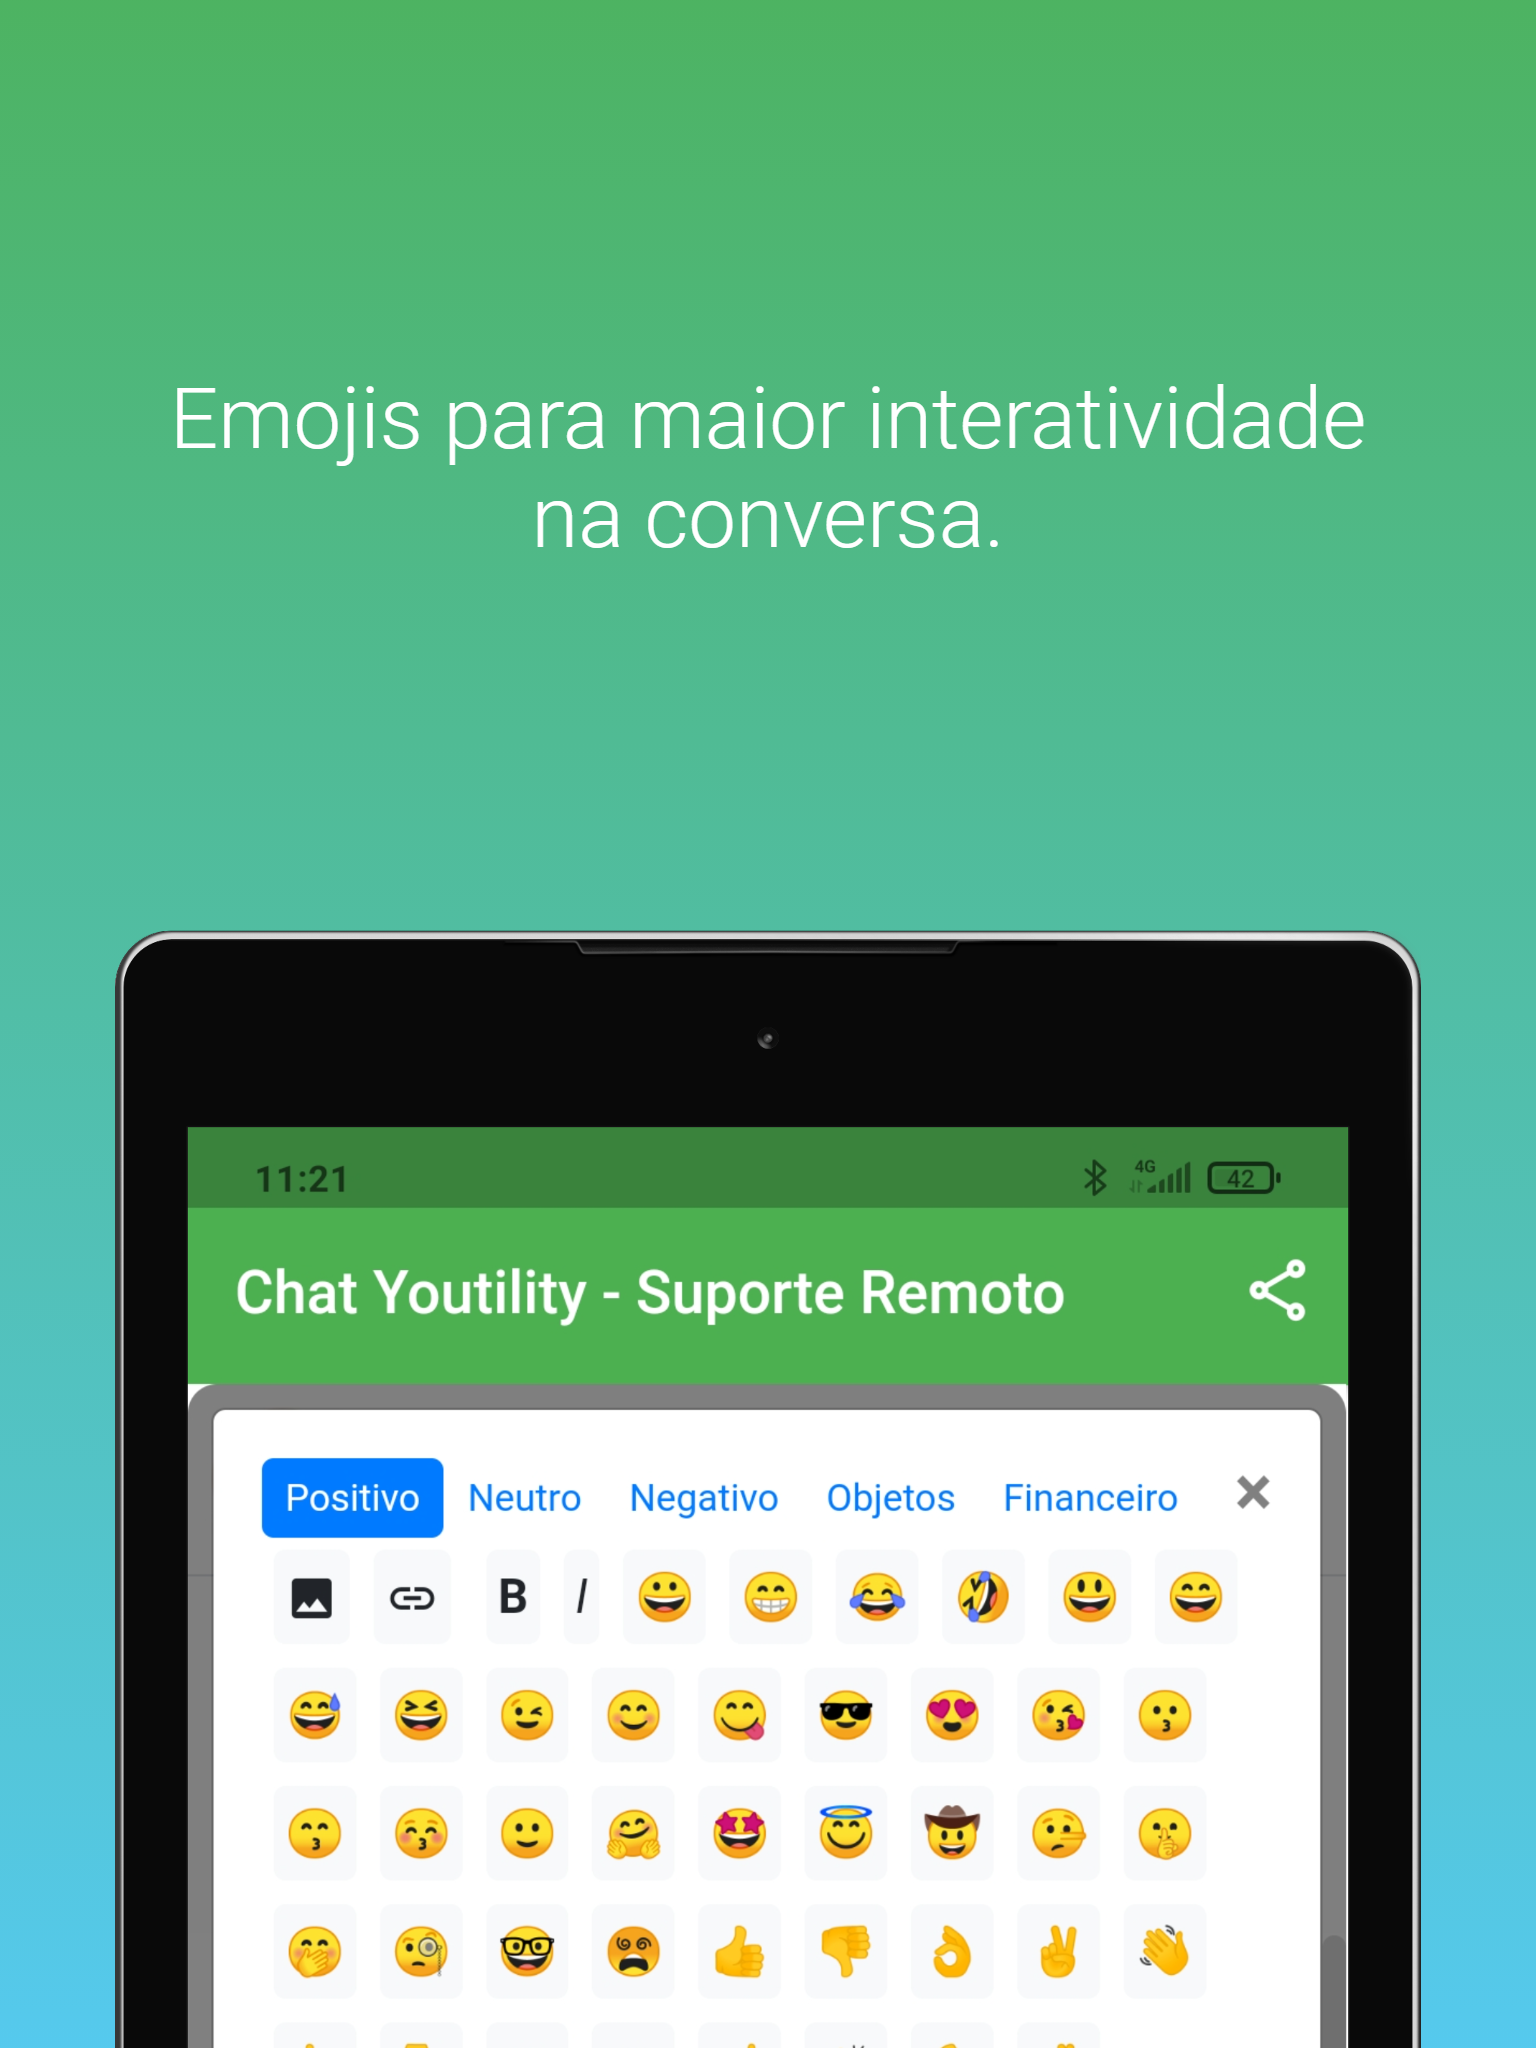 Emojis para maior interatividade
na conversa.
11:21
4G
42
Chat Youtility - Suporte Remoto
Positivo Neutro Negativo Objetos Financeiro ×
B I